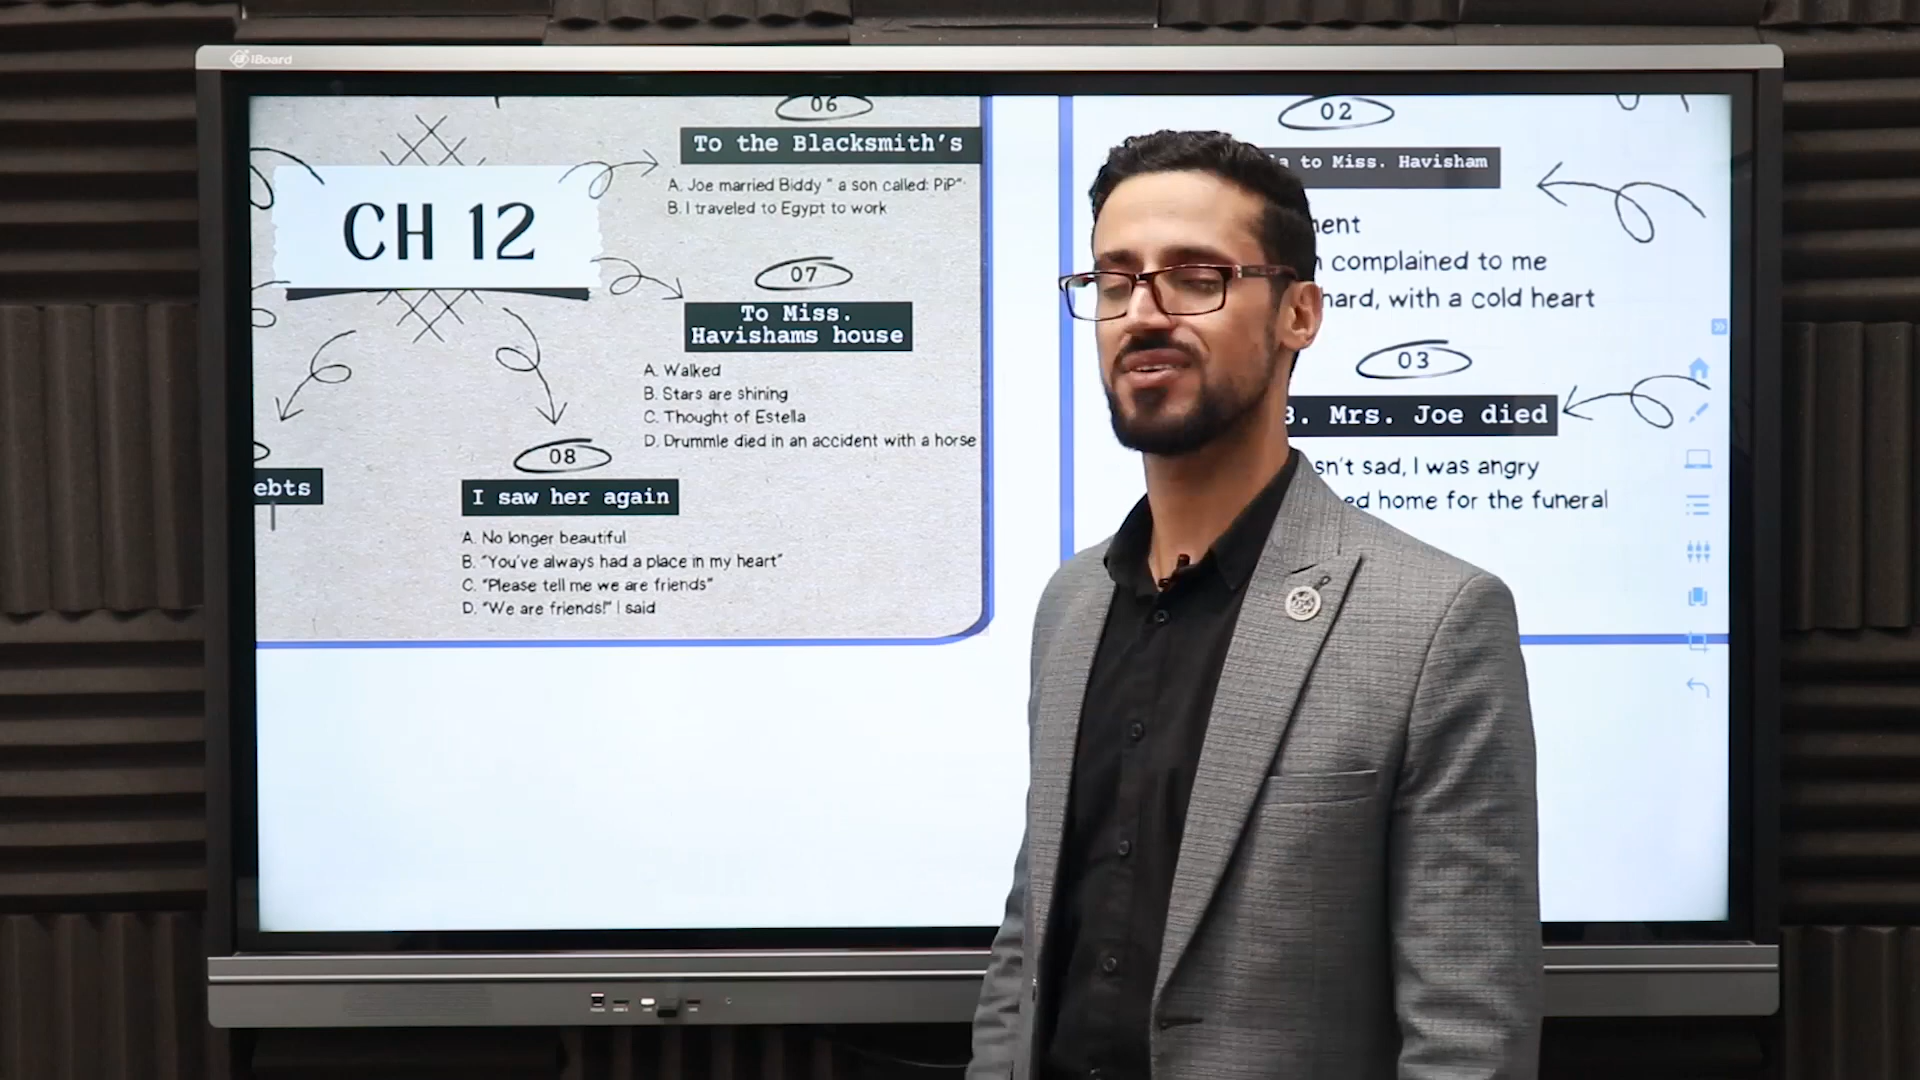 iBoard
06
To the Blacksmith's
A. Joe married Biddy " a son called: PiP"
B. I traveled to Egypt to work
CH 12
07
To Miss.
Havishams house
A. Walked
B. Stars are shining
C. Thought of Estella
D. Drummle died in an accident with a horse
ebts
08
I saw her again
A. No longer beautiful
B. "You've always had a place in my heart"
C. "Please tell me we are friends"
D. "We are friends!" I said
02
to Miss. Havisham
ment
complained to me
hard, with a cold heart
03
3. Mrs. Joe died
sn't sad, I was angry
ed home for the funeral